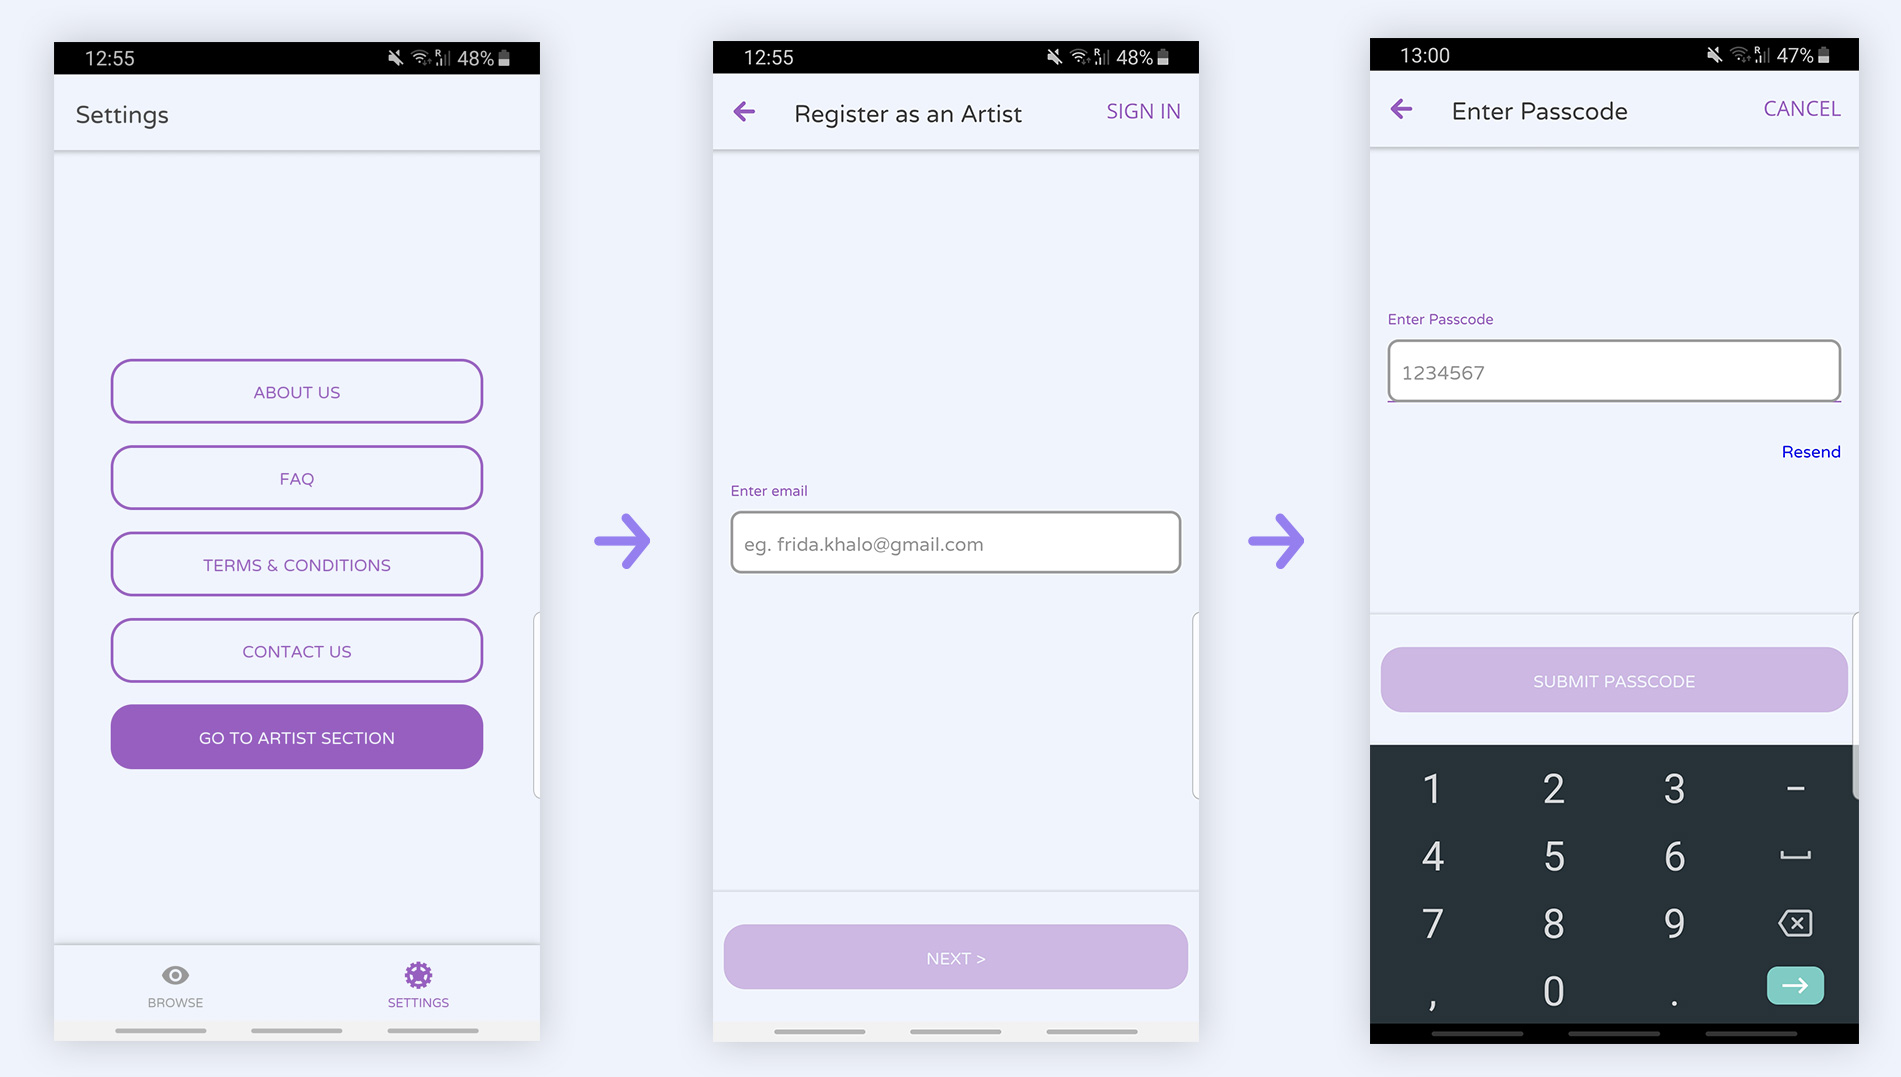 12:55
R 48%
Settings
ABOUT US
FAQ
TERMS & CONDITIONS
CONTACT US
GO TO ARTIST SECTION
BROWSE
SETTINGS
12:55
R 48%
Register as an Artist
SIGN IN
Enter email
eg. frida.khalo@gmail.com
NEXT >
13:00
R 47%
Enter Passcode
CANCEL
Enter Passcode
1234567
Resend
SUBMIT PASSCODE
1 2 3 –
4 5 6
7 8 9
, 0 .